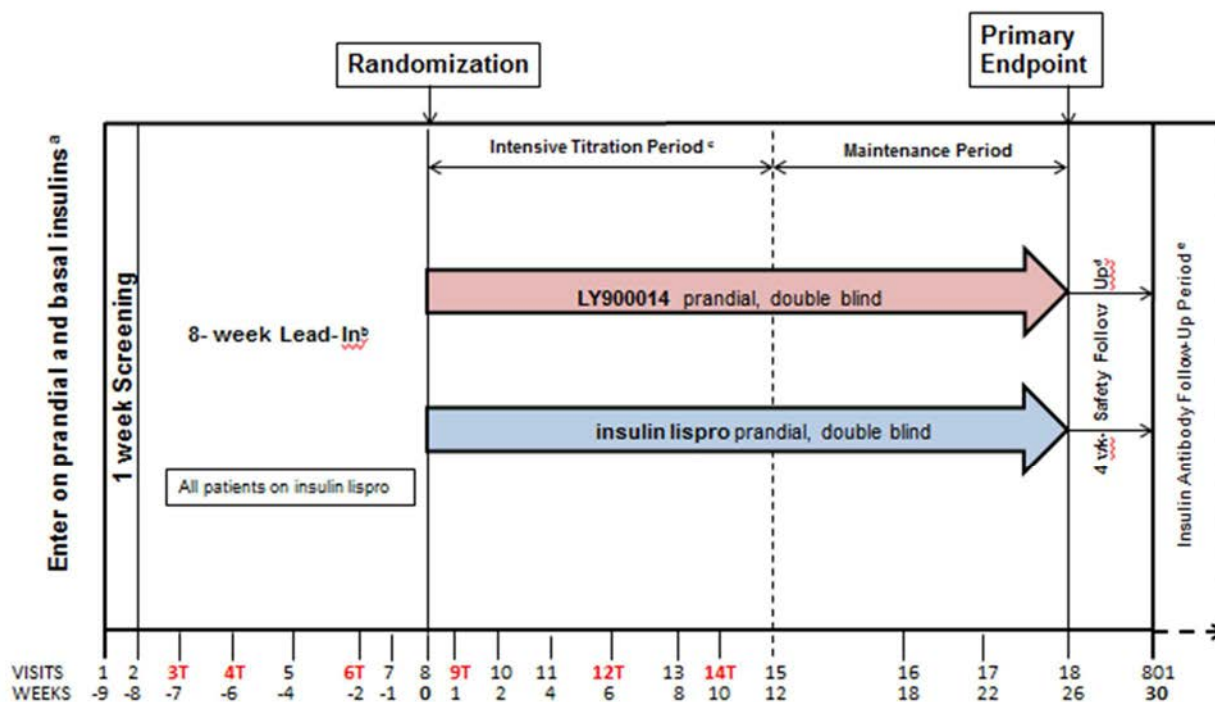 Randomization
Primary
Endpoint
Enter on prandial and basal insulins a
1 week Screening
8- week Lead- In b
All patients on insulin lispro
Intensive Titration Period c
Maintenance Period
LY900014 prandial, double blind
insulin lispro prandial, double blind
4 wk- Safety Follow Up d
Insulin Antibody Follow-Up Period e
VISITS 1 2 3T 4T 5 6T 7 8 9T 10 11 12T 13 14T 15 16 17 18 801
WEEKS -9 -8 -7 -6 -4 -2 -1 0 1 2 4 6 8 10 12 18 22 26 30